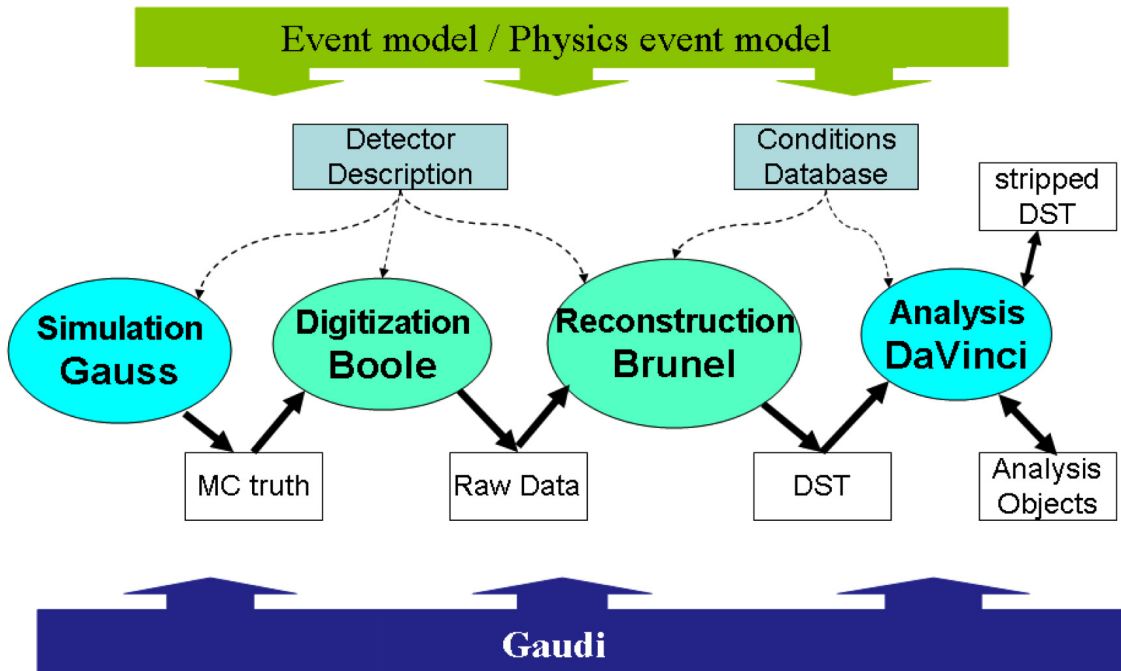 Event model / Physics event model
Detector
Description
Conditions
Database
stripped
DST
Simulation
Gauss
Digitization
Boole
Reconstruction
Brunel
Analysis
DaVinci
MC truth
Raw Data
DST
Analysis
Objects
Gaudi